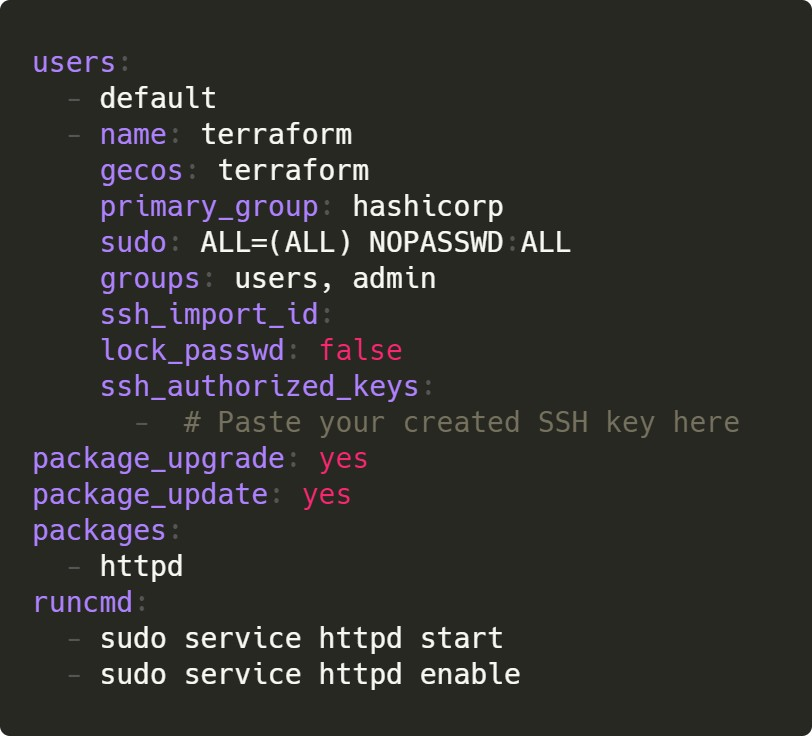 users:
  - default
  - name: terraform
    gecos: terraform
    primary_group: hashicorp
    sudo: ALL=(ALL) NOPASSWD:ALL
    groups: users, admin
    ssh_import_id:
    lock_passwd: false
    ssh_authorized_keys:
      -  # Paste your created SSH key here
package_upgrade: yes
package_update: yes
packages:
  - httpd
runcmd:
  - sudo service httpd start
  - sudo service httpd enable